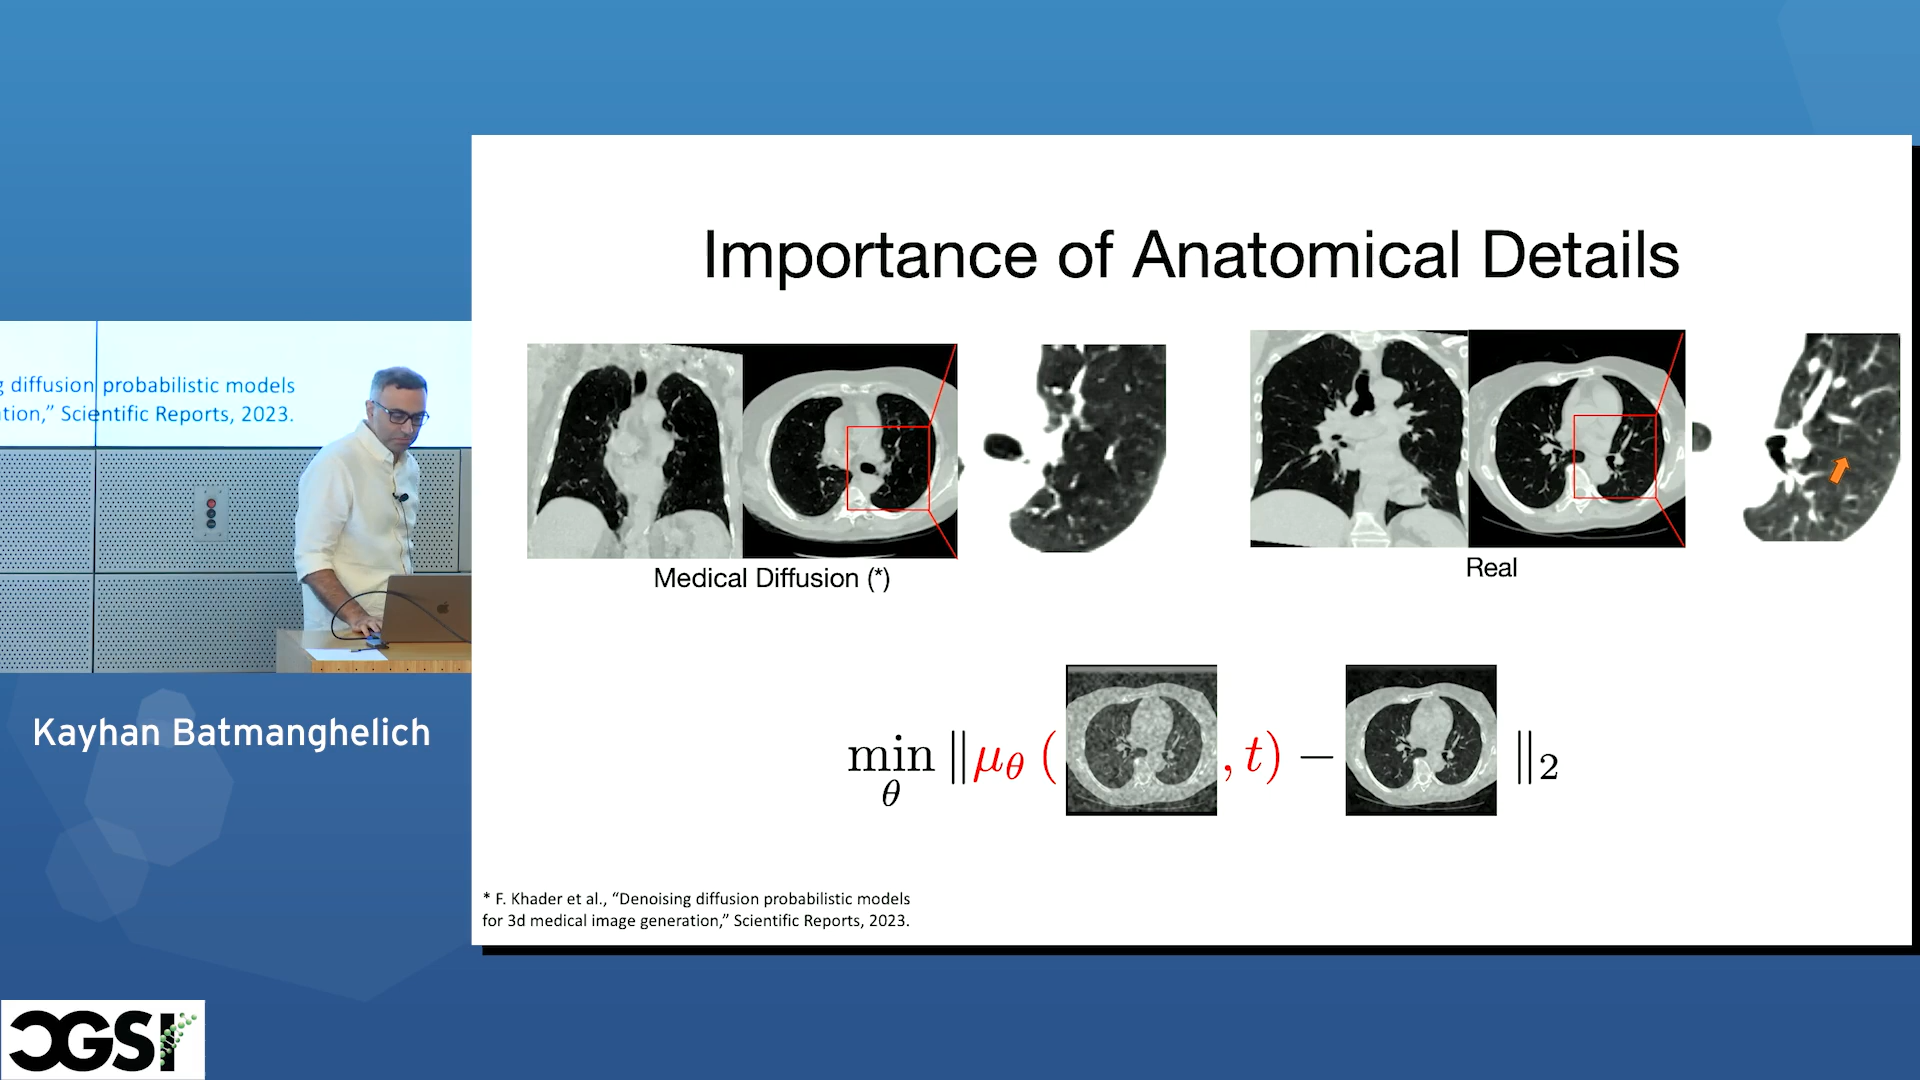 Importance of Anatomical Details
Medical Diffusion (*)
Real
min θ ‖μθ ( , t) − ‖2
* F. Khader et al., “Denoising diffusion probabilistic models
for 3d medical image generation,” Scientific Reports, 2023.
g diffusion probabilistic models
tion,” Scientific Reports, 2023.
Kayhan Batmanghelich
CGSI